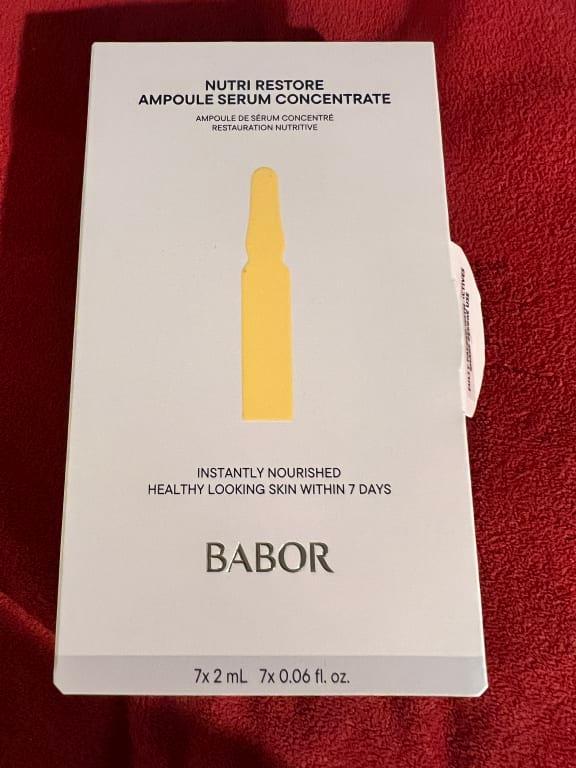 NUTRI RESTORE
AMPOULE SERUM CONCENTRATE
AMPOULE DE SÉRUM CONCENTRÉ
RESTAURATION NUTRITIVE
INSTANTLY NOURISHED
HEALTHY LOOKING SKIN WITHIN 7 DAYS
BABOR
7x 2 mL 7x 0.06 fl. oz.